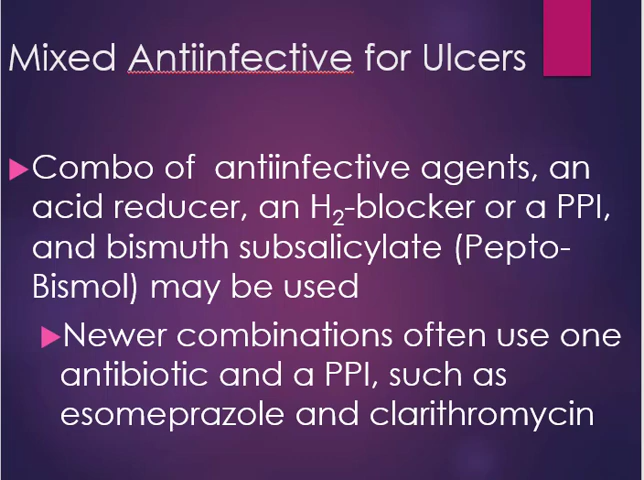 Mixed Antiinfective for Ulcers
Combo of  antiinfective agents, an
acid reducer, an H₂-blocker or a PPI,
and bismuth subsalicylate (Pepto-
Bismol) may be used
Newer combinations often use one
antibiotic and a PPI, such as
esomeprazole and clarithromycin